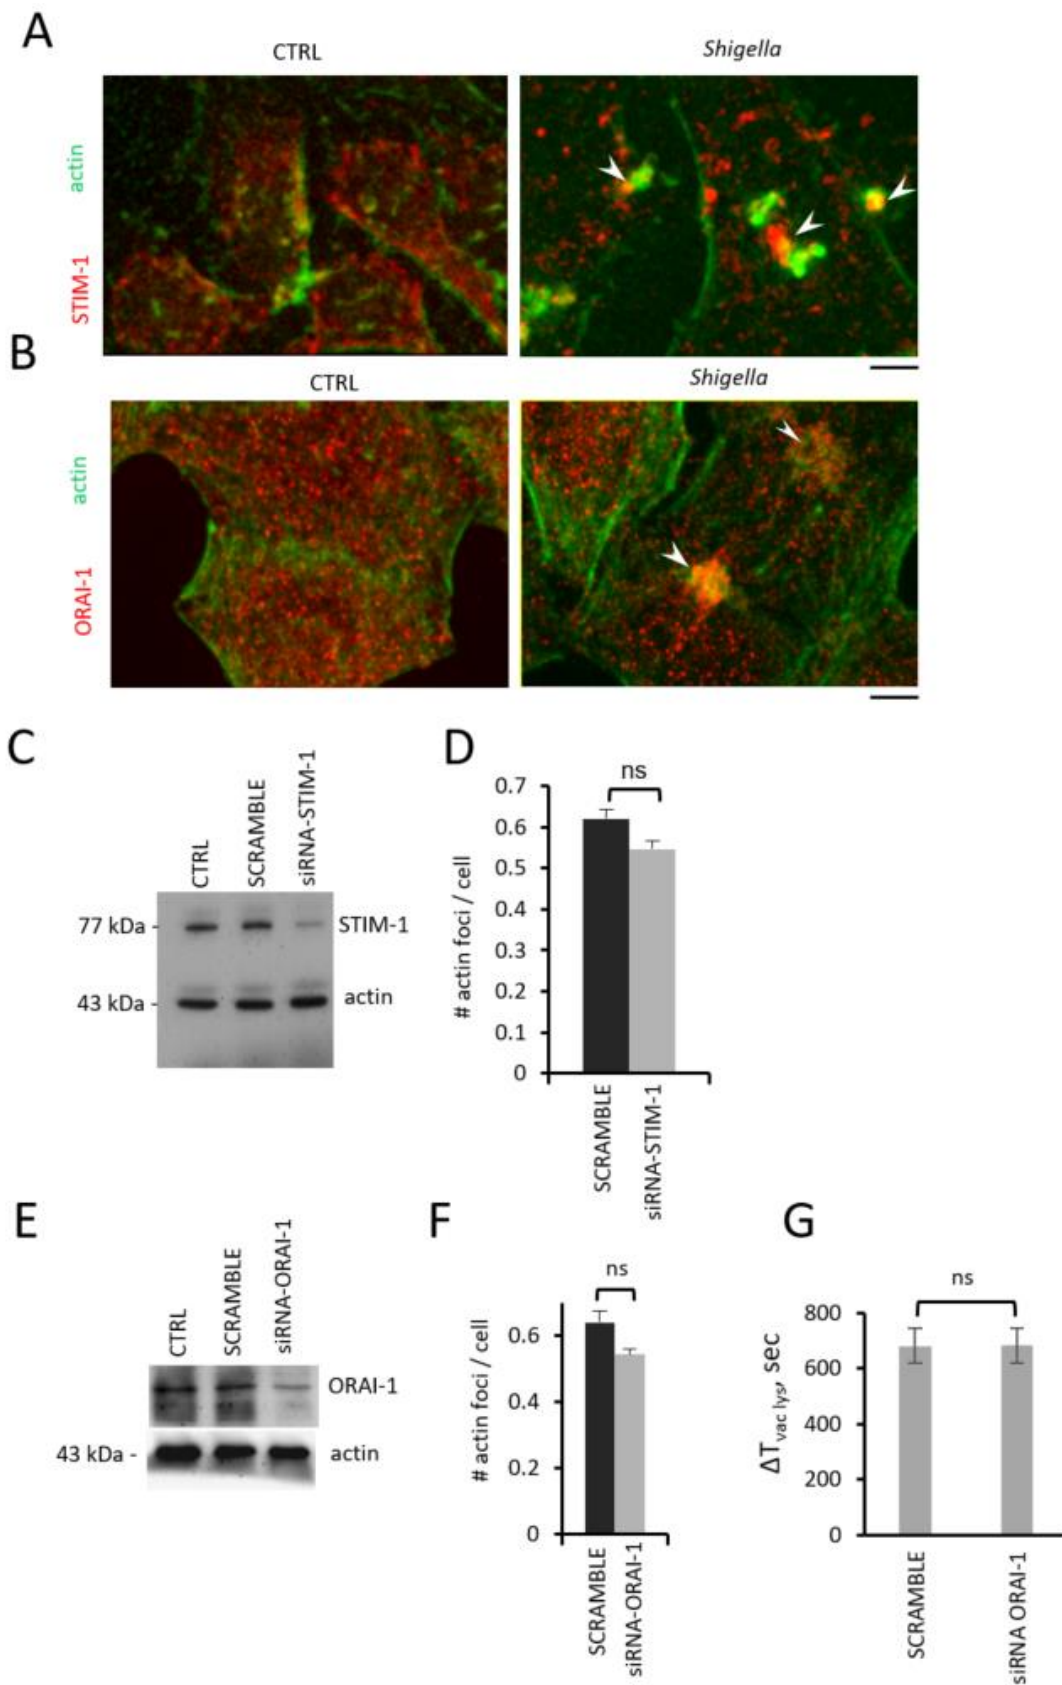 A
CTRL
Shigella
STIM-1 actin
B
CTRL
Shigella
ORAI-1 actin
C
CTRL
SCRAMBLE
siRNA-STIM-1
77 kDa -
STIM-1
43 kDa -
actin
D
ns
0.7
0.6
0.5
0.4
0.3
0.2
0.1
0
# actin foci / cell
SCRAMBLE
siRNA-STIM-1
E
CTRL
SCRAMBLE
siRNA-ORAI-1
ORAI-1
43 kDa -
actin
F
ns
0.6
0.4
0.2
0
# actin foci / cell
SCRAMBLE
siRNA-ORAI-1
G
ns
800
600
400
200
0
ΔTvac lys, sec
SCRAMBLE
siRNA ORAI-1